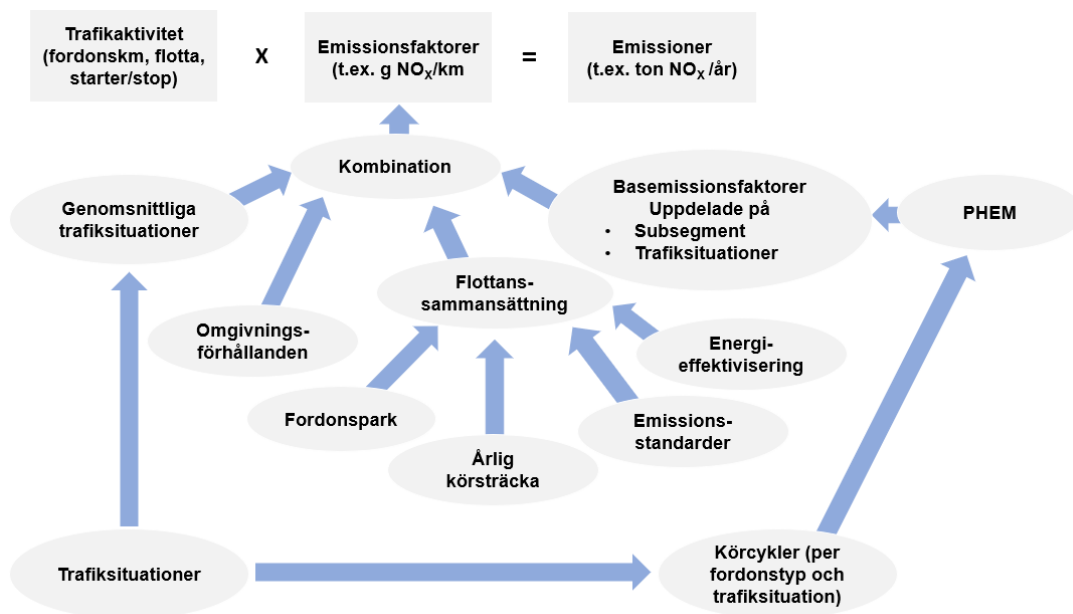 Trafikaktivitet
(fordonskm, flotta,
starter/stop)
X
Emissionsfaktorer
(t.ex. g NOX/km
=
Emissioner
(t.ex. ton NOX /år)
Kombination
Genomsnittliga
trafiksituationer
Basemissionsfaktorer
Uppdelade på
• Subsegment
• Trafiksituationer
PHEM
Flottans-
sammansättning
Omgivnings-
förhållanden
Energi-
effektivisering
Fordonspark
Emissions-
standarder
Årlig
körsträcka
Trafiksituationer
Körcykler (per
fordonstyp och
trafiksituation)